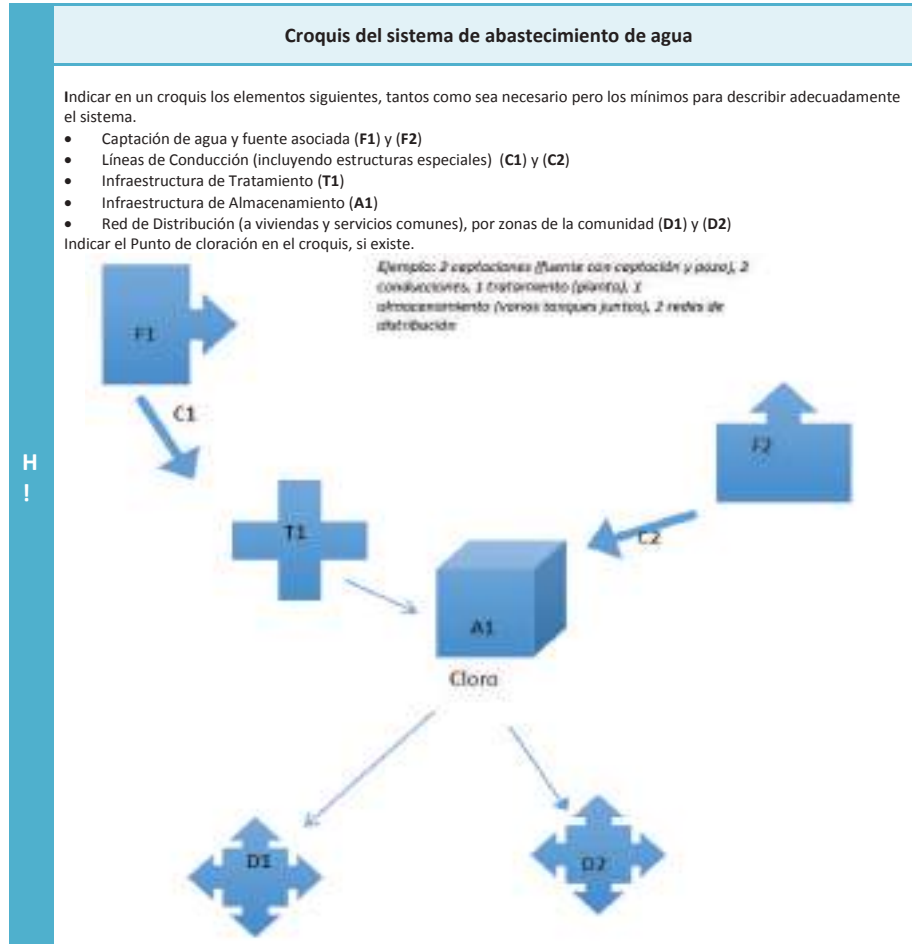 Croquis del sistema de abastecimiento de agua
Indicar en un croquis los elementos siguientes, tantos como sea necesario pero los mínimos para describir adecuadamente
el sistema.
• Captación de agua y fuente asociada (F1) y (F2)
• Líneas de Conducción (incluyendo estructuras especiales) (C1) y (C2)
• Infraestructura de Tratamiento (T1)
• Infraestructura de Almacenamiento (A1)
• Red de Distribución (a viviendas y servicios comunes), por zonas de la comunidad (D1) y (D2)
Indicar el Punto de cloración en el croquis, si existe.
Ejemplo: 2 captaciones (fuente con captación y pozo), 2
conducciones, 1 tratamiento (planta), 1
almacenamiento (varios tanques juntos), 2 redes de
distribución
F1
C1
F2
H
!
T1
C2
A1
Cloro
D1
D2